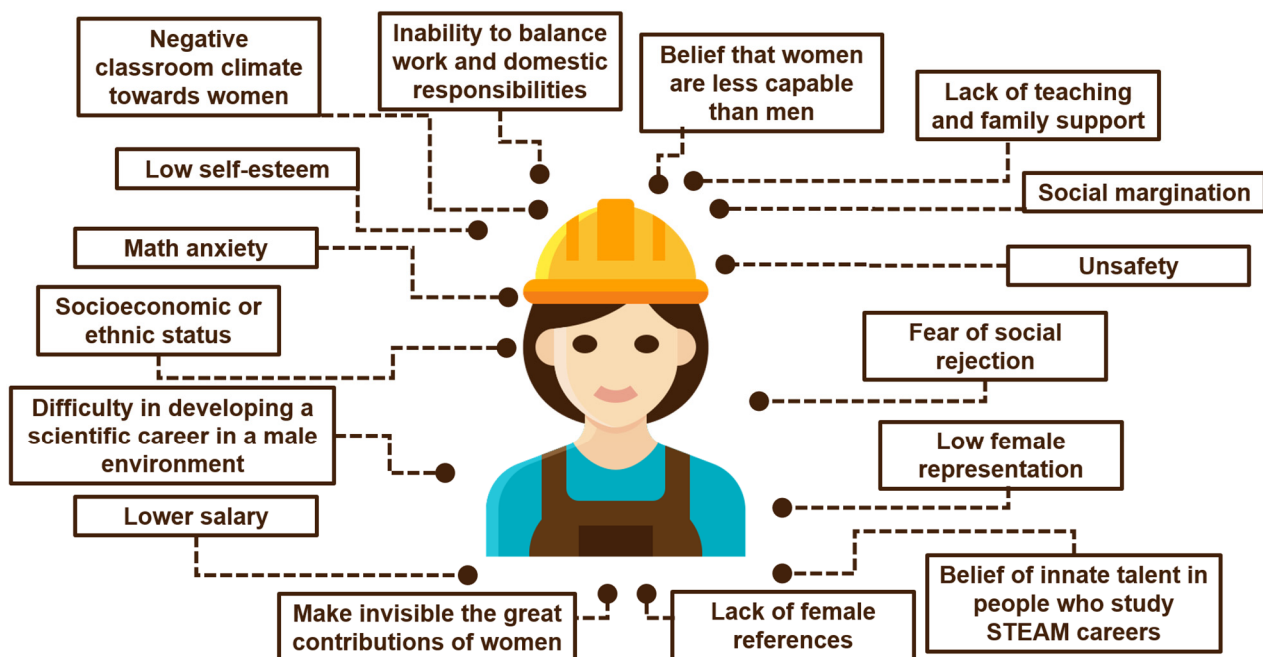 Negative
classroom climate
towards women
Inability to balance
work and domestic
responsibilities
Belief that women
are less capable
than men
Lack of teaching
and family support
Low self-esteem
Social margination
Math anxiety
Unsafety
Socioeconomic or
ethnic status
Fear of social
rejection
Difficulty in developing a
scientific career in a male
environment
Low female
representation
Lower salary
Belief of innate talent in
people who study
STEAM careers
Make invisible the great
contributions of women
Lack of female
references